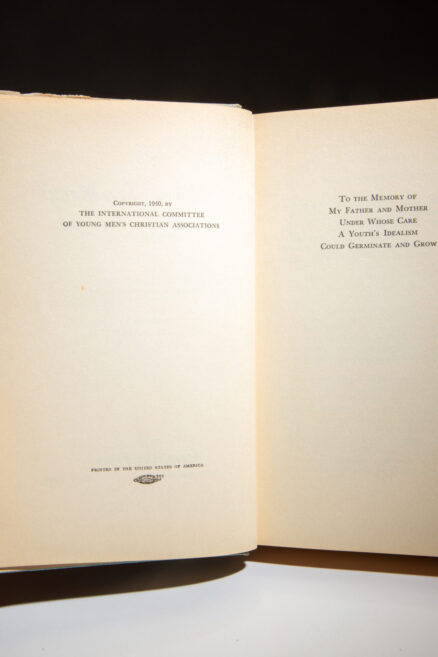 Copyright, 1940, by
THE INTERNATIONAL COMMITTEE
OF YOUNG MEN'S CHRISTIAN ASSOCIATIONS
PRINTED IN THE UNITED STATES OF AMERICA
To the Memory of
My Father and Mother
Under Whose Care
A Youth's Idealism
Could Germinate and Grow